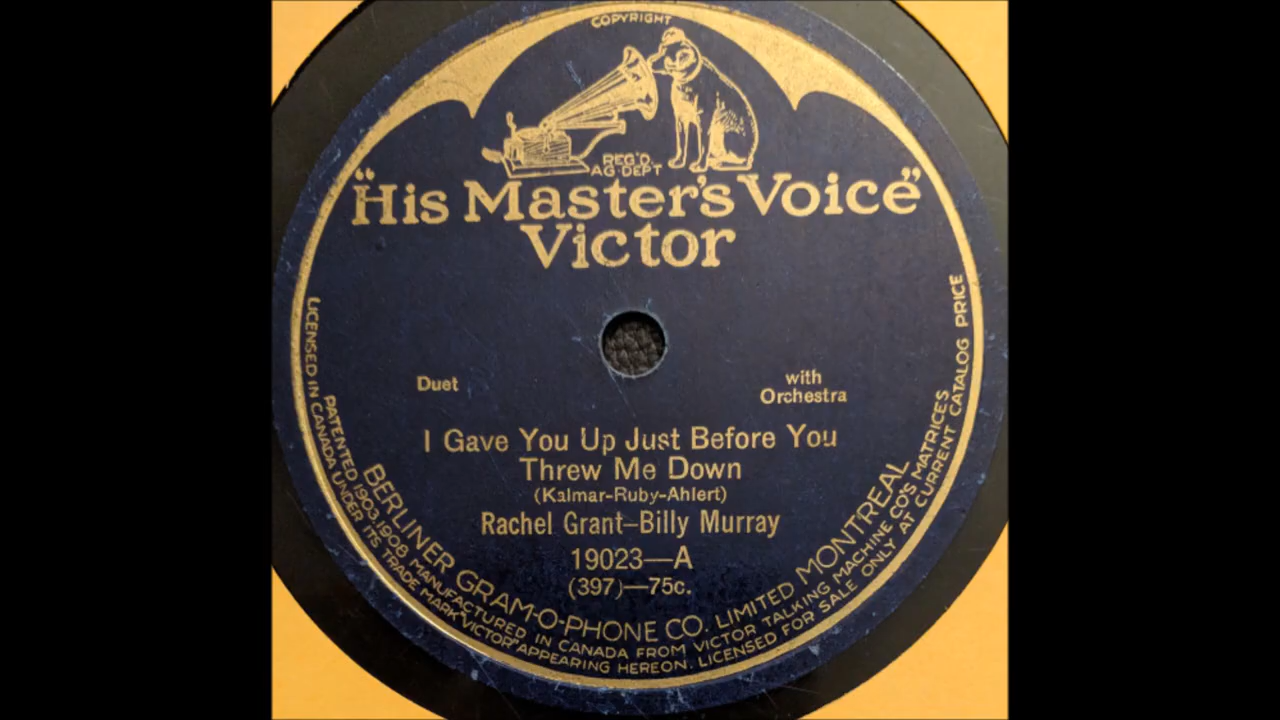 COPYRIGHT
REG'D.
AG·DEPT
"His Master's Voice"
Victor
Duet
with
Orchestra
I Gave You Up Just Before You
Threw Me Down
(Kalmar-Ruby-Ahlert)
Rachel Grant—Billy Murray
19023—A
(397)—75c.
BERLINER GRAM-O-PHONE CO. LIMITED MONTREAL
PATENTED 1903, 1908 MANUFACTURED IN CANADA FROM VICTOR TALKING MACHINE CO'S MATRICES
LICENSED IN CANADA UNDER ITS TRADE MARK "VICTOR" APPEARING HEREON. LICENSED FOR SALE ONLY AT CURRENT CATALOG PRICE